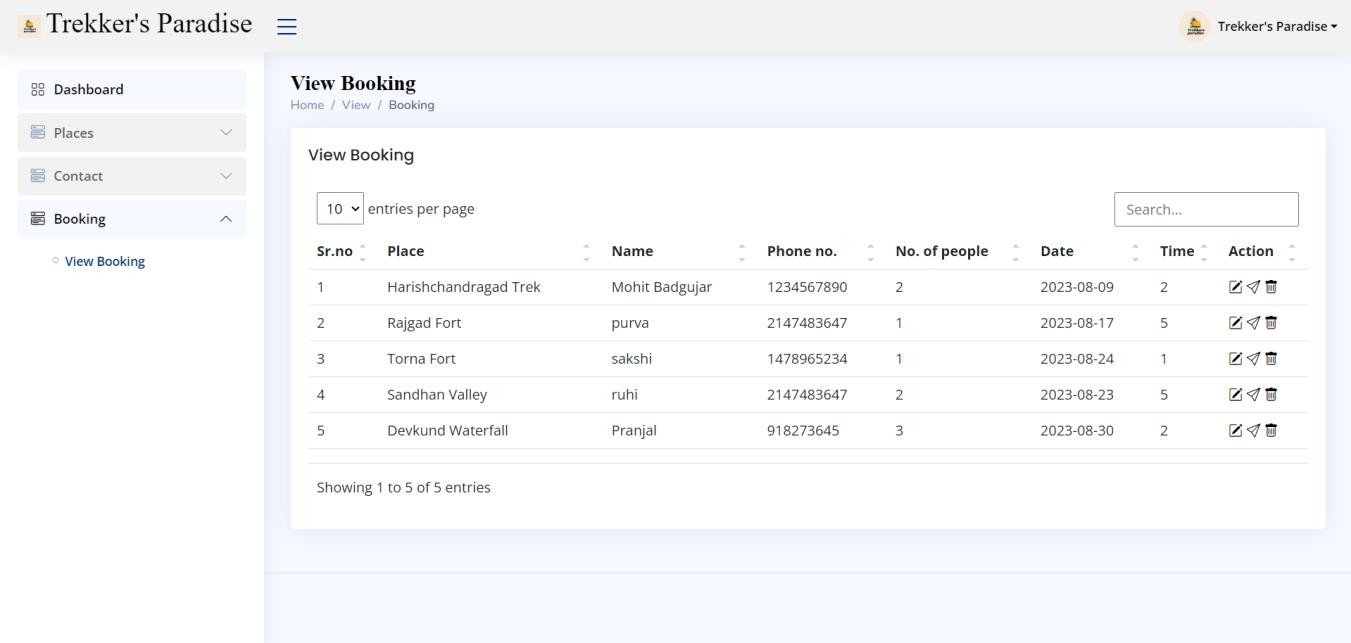 Trekker's Paradise
Trekker's Paradise
Dashboard
Places
Contact
Booking
View Booking
View Booking
Home / View / Booking
View Booking
10 entries per page
Search...
Sr.no Place Name Phone no. No. of people Date Time Action
1 Harishchandragad Trek Mohit Badgujar 1234567890 2 2023-08-09 2
2 Rajgad Fort purva 2147483647 1 2023-08-17 5
3 Torna Fort sakshi 1478965234 1 2023-08-24 1
4 Sandhan Valley ruhi 2147483647 2 2023-08-23 5
5 Devkund Waterfall Pranjal 918273645 3 2023-08-30 2
Showing 1 to 5 of 5 entries